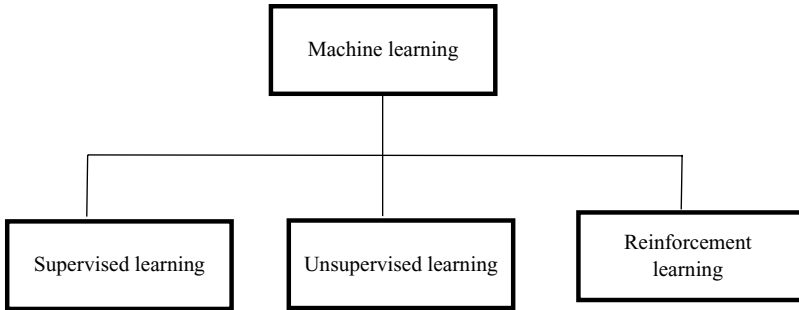 Machine learning
Supervised learning
Unsupervised learning
Reinforcement
learning